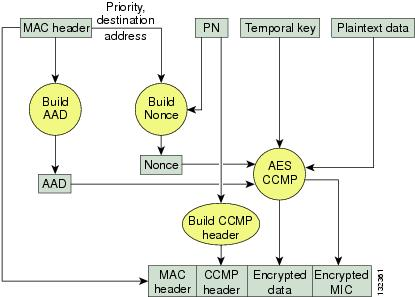 Priority,
destination
address
MAC header
PN
Temporal key
Plaintext data
Build
AAD
Build
Nonce
Nonce
AES
CCMP
AAD
Build CCMP
header
MAC
header
CCMP
header
Encrypted
data
Encrypted
MIC
132361